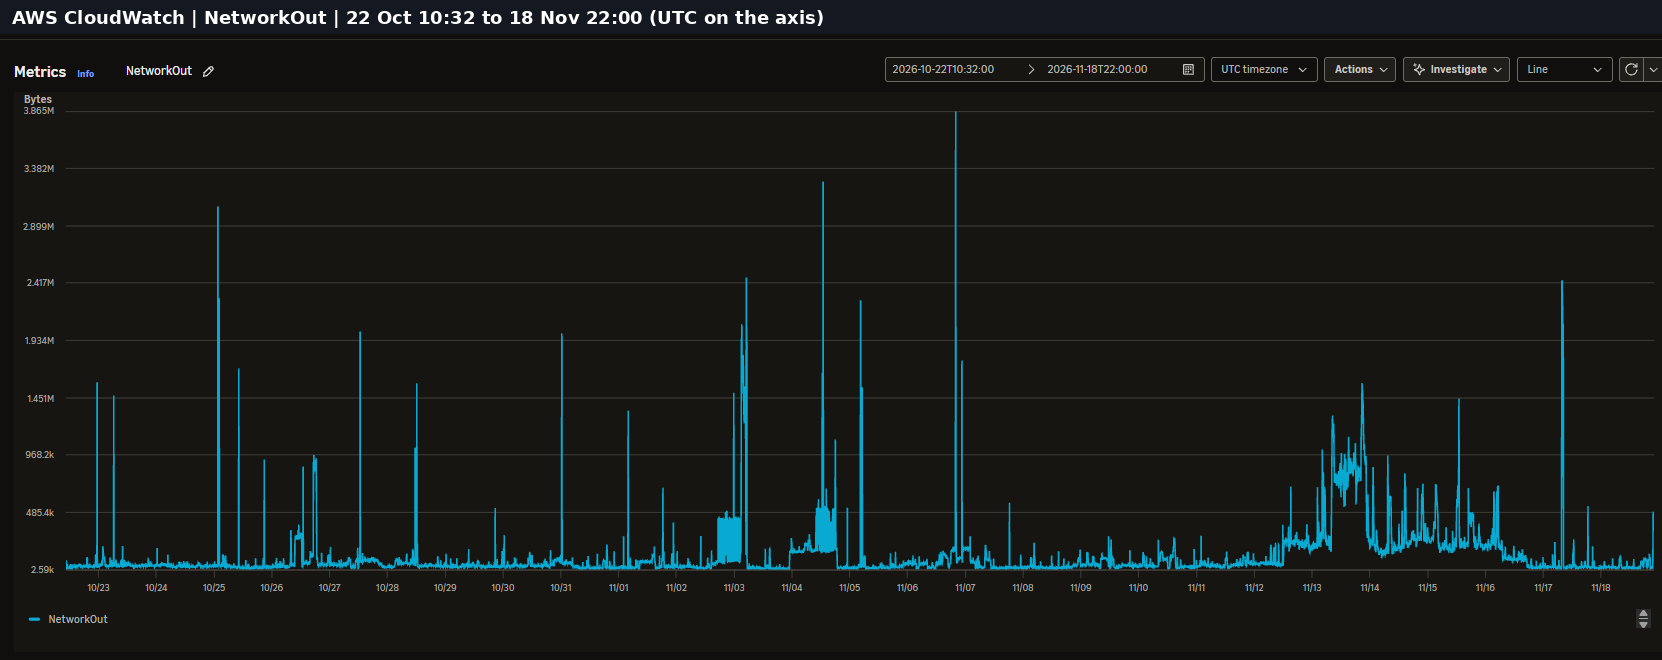 AWS CloudWatch | NetworkOut | 22 Oct 10:32 to 18 Nov 22:00 (UTC on the axis)
Metrics Info NetworkOut 2026-10-22T10:32:00 2026-11-18T22:00:00 UTC timezone Actions Investigate Line
Bytes
3.865M
3.382M
2.899M
2.417M
1.934M
1.451M
968.2k
485.4k
2.59k
10/23 10/24 10/25 10/26 10/27 10/28 10/29 10/30 10/31 11/01 11/02 11/03 11/04 11/05 11/06 11/07 11/08 11/09 11/10 11/11 11/12 11/13 11/14 11/15 11/16 11/17 11/18
NetworkOut